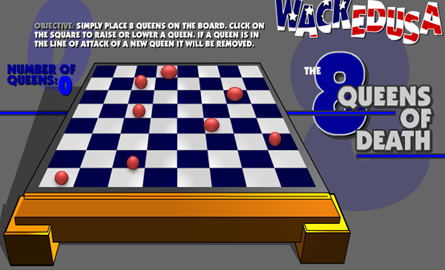 WACKEDUSA
OBJECTIVE: SIMPLY PLACE 8 QUEENS ON THE BOARD. CLICK ON
THE SQUARE TO RAISE OR LOWER A QUEEN. IF A QUEEN IS IN
THE LINE OF ATTACK OF A NEW QUEEN IT WILL BE REMOVED.
NUMBER OF
QUEENS: 0
THE 8
QUEENS
OF
DEATH